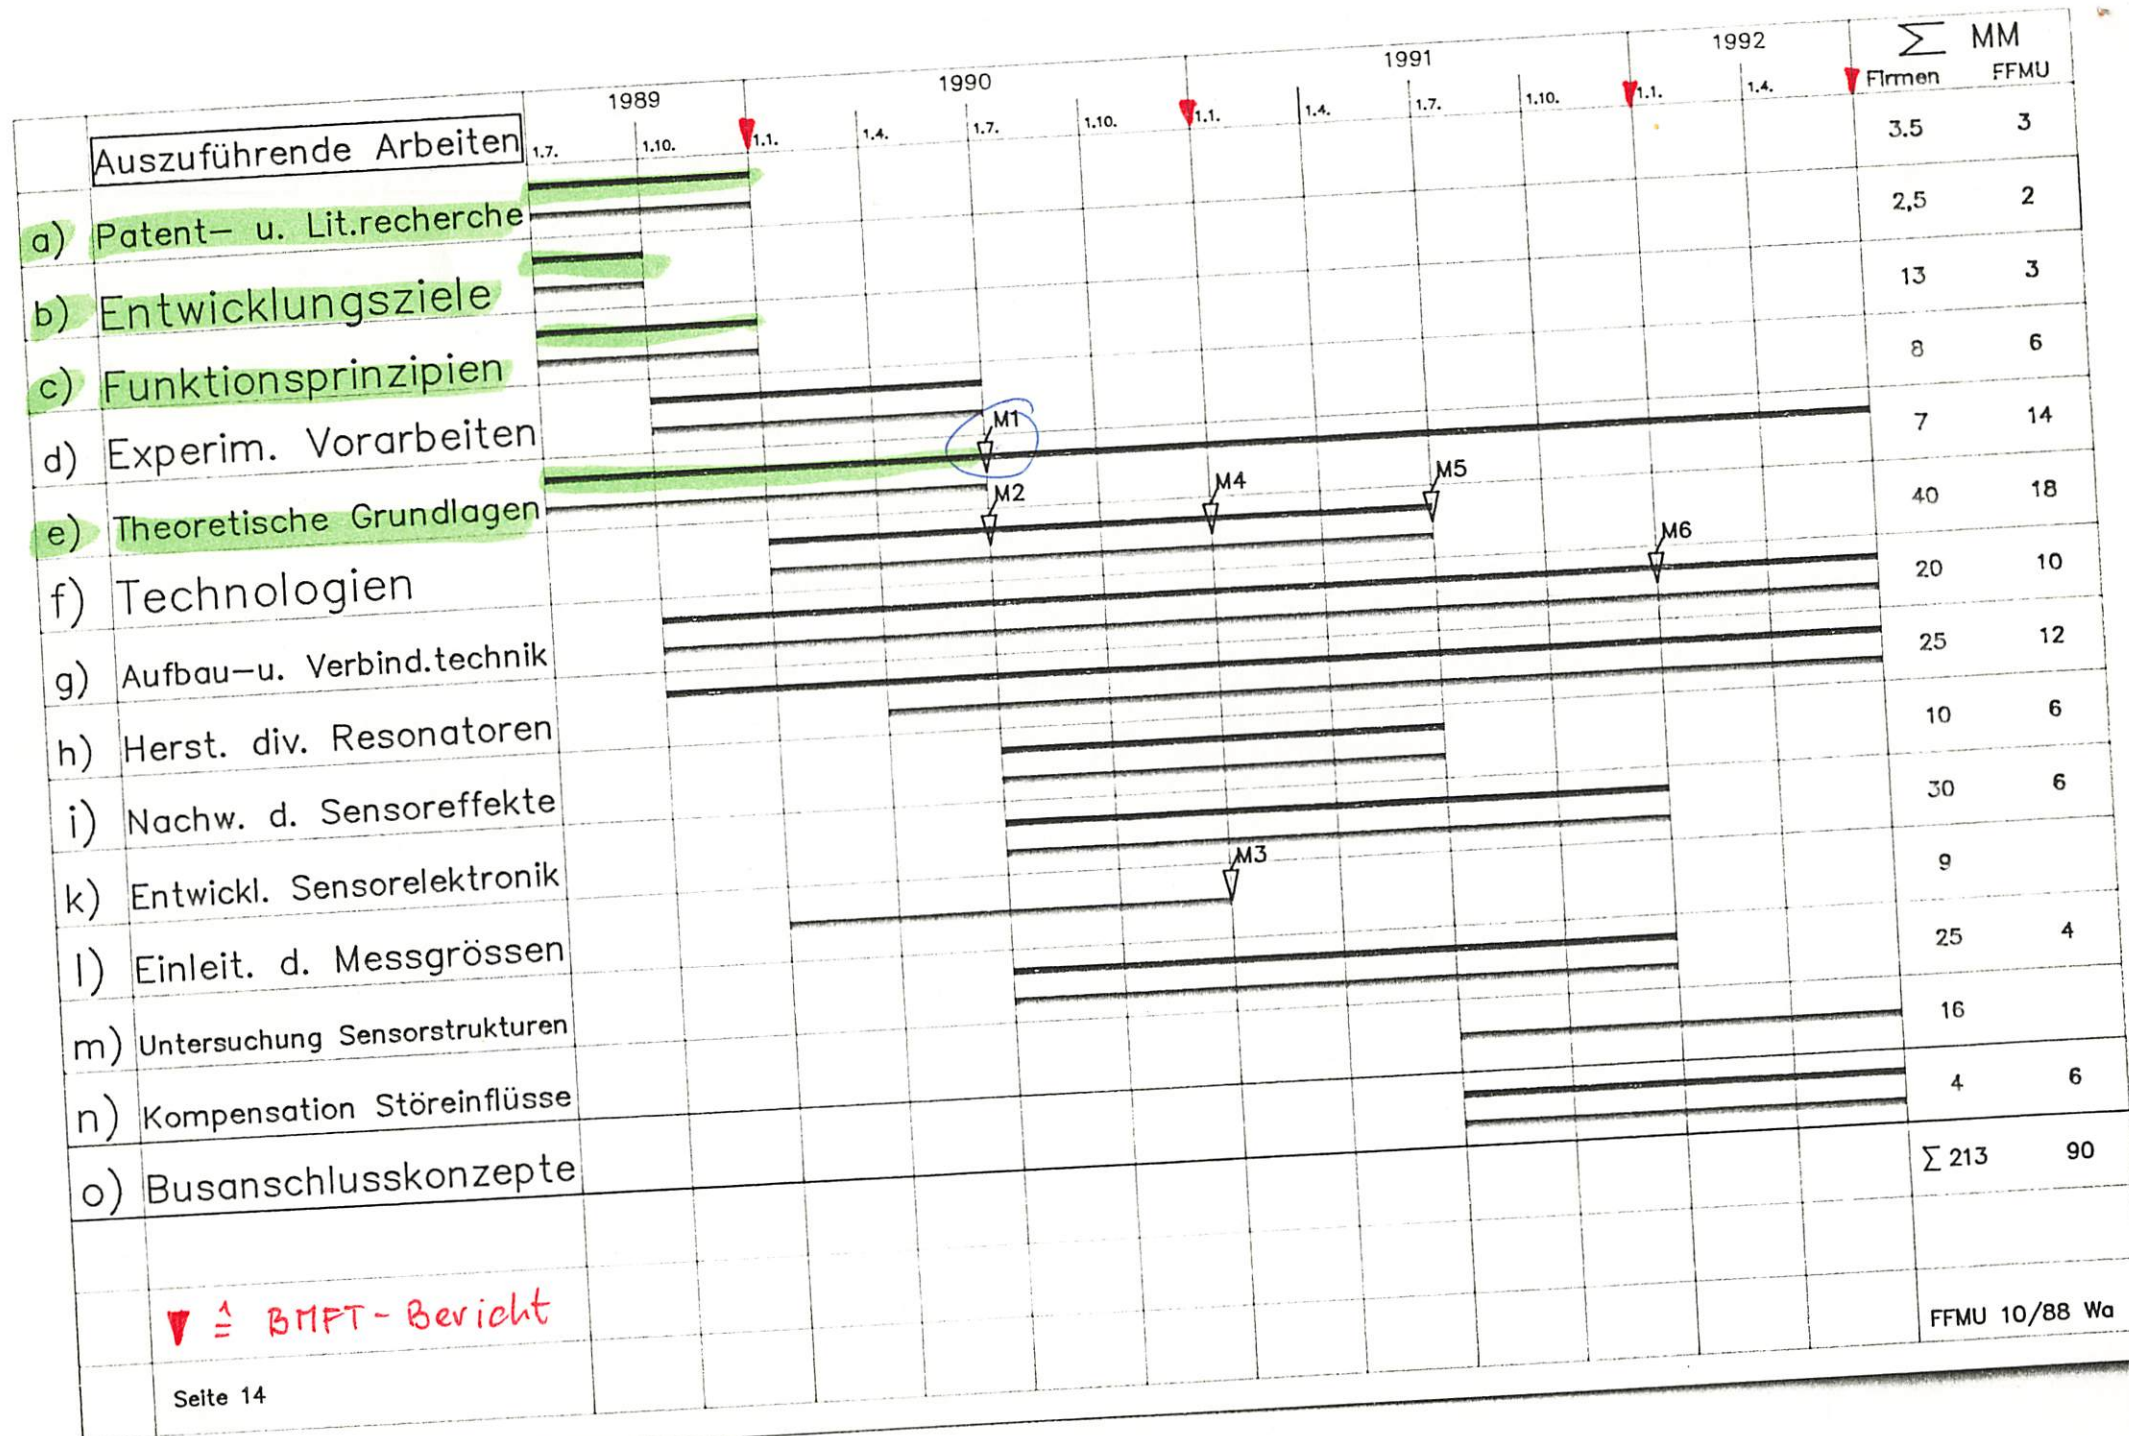 1989 1990 1991 1992 ∑ MM
Auszuführende Arbeiten 1.7. 1.10. 1.1. 1.4. 1.7. 1.10. 1.1. 1.4. 1.7. 1.10. 1.1. 1.4. Firmen FFMU
a) Patent– u. Lit.recherche 3.5 3
b) Entwicklungsziele 2,5 2
c) Funktionsprinzipien 13 3
d) Experim. Vorarbeiten 8 6
M1
e) Theoretische Grundlagen 7 14
M2 M4 M5
f) Technologien 40 18
M6
g) Aufbau–u. Verbind.technik 20 10
h) Herst. div. Resonatoren 25 12
i) Nachw. d. Sensoreffekte 10 6
k) Entwickl. Sensorelektronik 30 6
M3
l) Einleit. d. Messgrössen 9
m) Untersuchung Sensorstrukturen 25 4
n) Kompensation Störeinflüsse 16
o) Busanschlusskonzepte 4 6
∑ 213 90
▼ ≙ BMFT-Bericht
FFMU 10/88 Wa
Seite 14